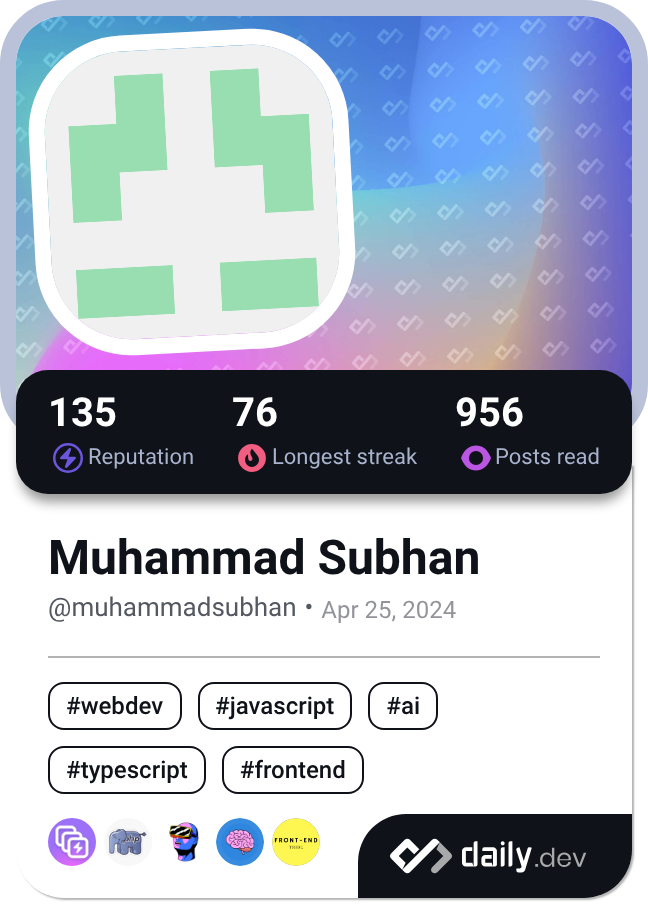 135 76 956
Reputation Longest streak Posts read
Muhammad Subhan
@muhammadsubhan • Apr 25, 2024
#webdev #javascript #ai
#typescript #frontend
php FRONT-END
daily.dev